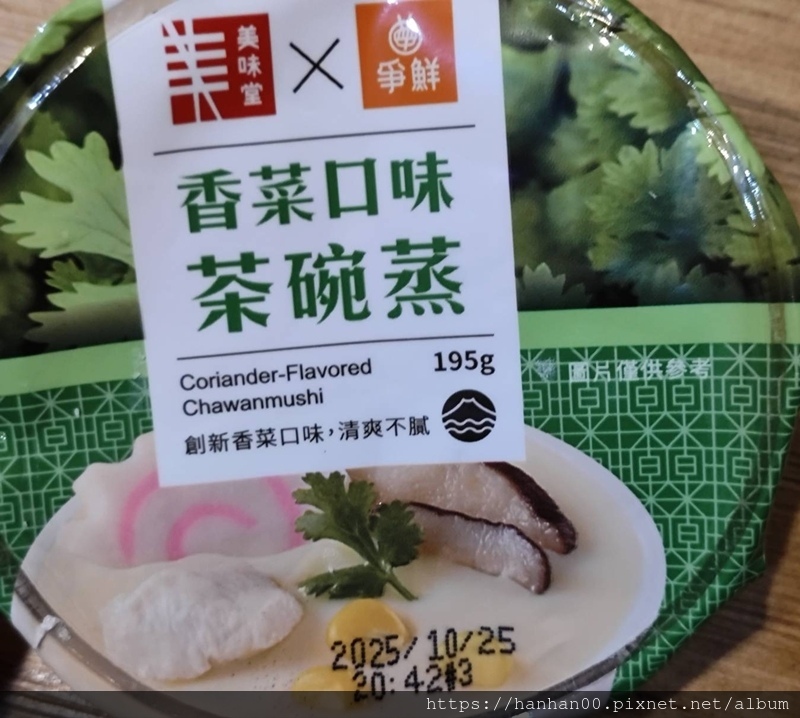 美味堂
爭鮮
香菜口味
茶碗蒸
Coriander-Flavored
Chawanmushi
195g
創新香菜口味，清爽不膩
圖片僅供參考
2025/10/25
20:42#3
https://hanhan00.pixnet.net/album